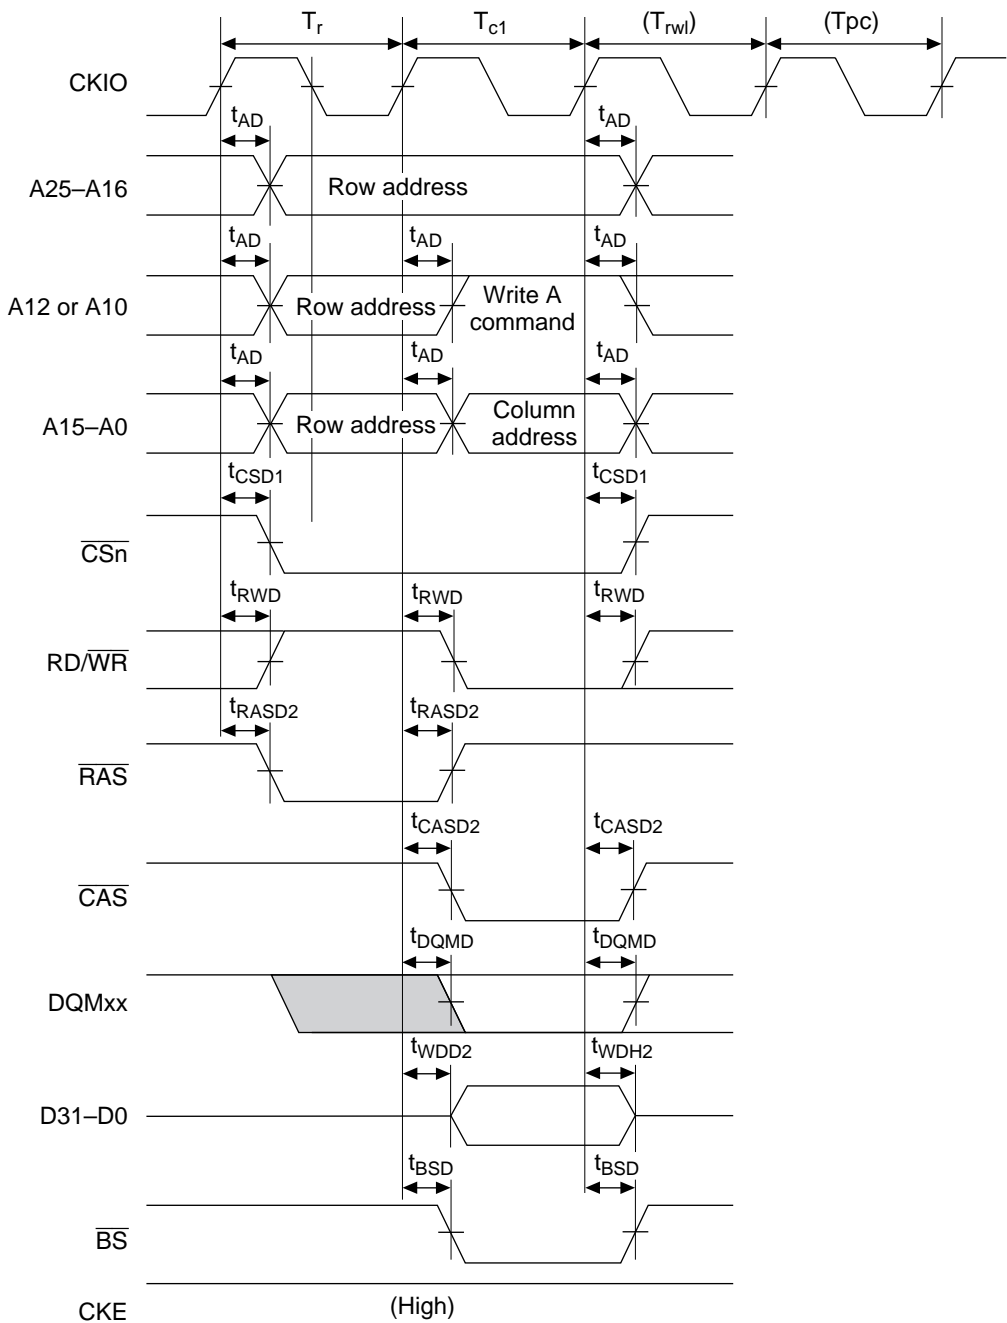 Tr Tc1 (Trwl) (Tpc)
CKIO
tAD tAD
A25–A16 Row address
tAD tAD tAD
A12 or A10 Row address Write A command
tAD tAD tAD
A15–A0 Row address Column address
tCSD1 tCSD1
CSn
tRWD tRWD tRWD
RD/WR
tRASD2 tRASD2
RAS
tCASD2 tCASD2
CAS
tDQMD tDQMD
DQMxx
tWDD2 tWDH2
D31–D0
tBSD tBSD
BS
CKE (High)